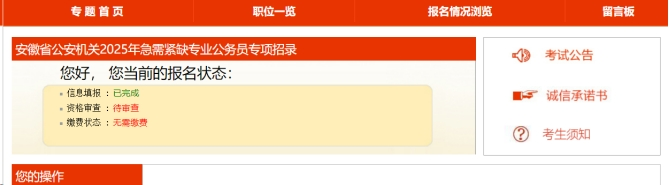 专题首页 职位一览 报名情况浏览 留言板
安徽省公安机关2025年急需紧缺专业公务员专项招录
您好， 您当前的报名状态：
信息填报 ：已完成
资格审查 ：待审查
缴费状态 ：无需缴费
考试公告
诚信承诺书
考生须知
您的操作